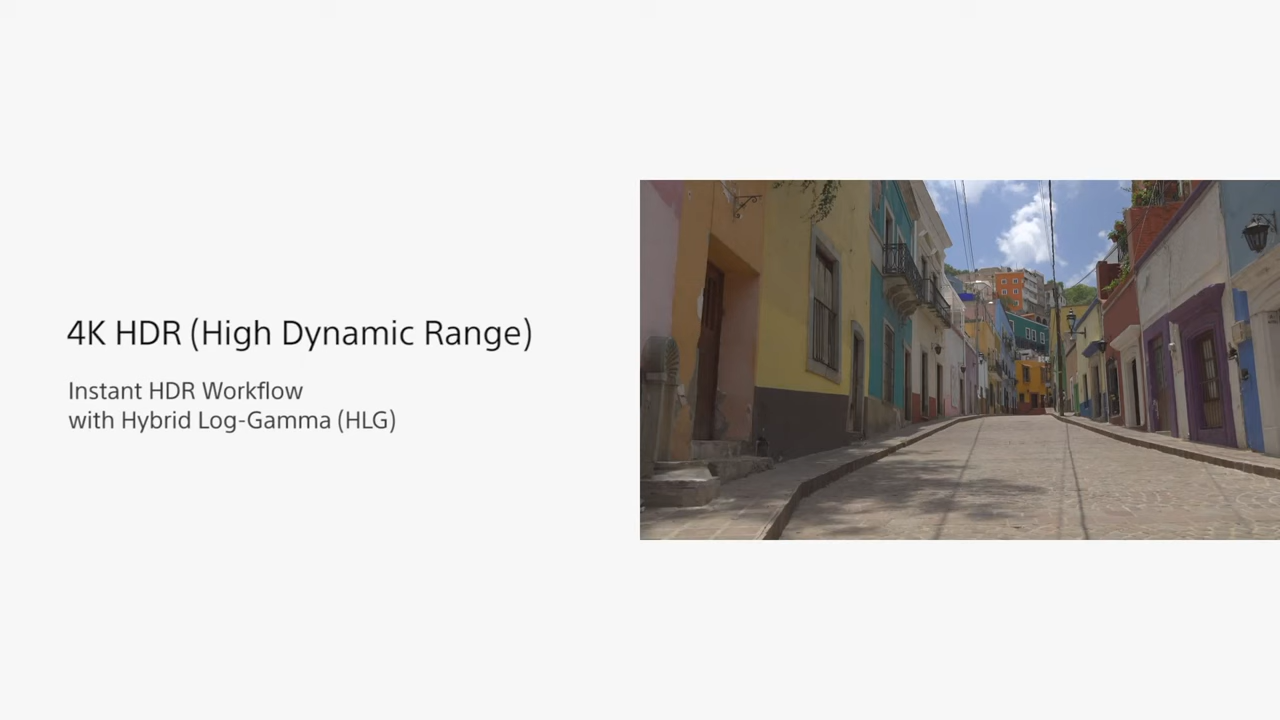 4K HDR (High Dynamic Range)
Instant HDR Workflow
with Hybrid Log-Gamma (HLG)